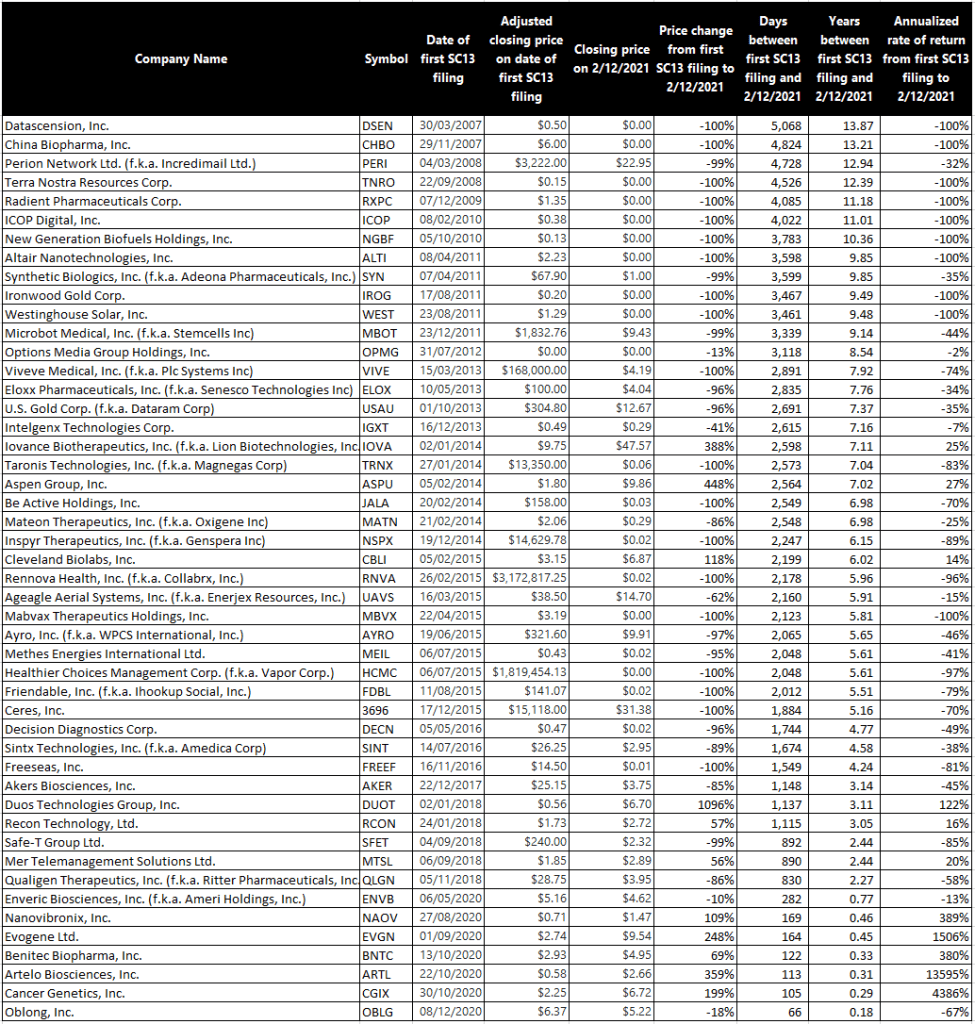 Company Name Symbol Date of first SC13 filing Adjusted closing price on date of first SC13 filing Closing price on 2/12/2021 Price change from first SC13 filing to 2/12/2021 Days between first SC13 filing and 2/12/2021 Years between first SC13 filing and 2/12/2021 Annualized rate of return from first SC13 filing to 2/12/2021
Datascension, Inc. DSEN 30/03/2007 $0.50 $0.00 -100% 5,068 13.87 -100%
China Biopharma, Inc. CHBO 29/11/2007 $6.00 $0.00 -100% 4,824 13.21 -100%
Perion Network Ltd. (f.k.a. Incredimail Ltd.) PERI 04/03/2008 $3,222.00 $22.95 -99% 4,728 12.94 -32%
Terra Nostra Resources Corp. TNRO 22/09/2008 $0.15 $0.00 -100% 4,526 12.39 -100%
Radient Pharmaceuticals Corp. RXPC 07/12/2009 $1.35 $0.00 -100% 4,085 11.18 -100%
ICOP Digital, Inc. ICOP 08/02/2010 $0.38 $0.00 -100% 4,022 11.01 -100%
New Generation Biofuels Holdings, Inc. NGBF 05/10/2010 $0.13 $0.00 -100% 3,783 10.36 -100%
Altair Nanotechnologies, Inc. ALTI 08/04/2011 $2.23 $0.00 -100% 3,598 9.85 -100%
Synthetic Biologics, Inc. (f.k.a. Adeona Pharmaceuticals, Inc.) SYN 07/04/2011 $67.90 $1.00 -99% 3,599 9.85 -35%
Ironwood Gold Corp. IROG 17/08/2011 $0.20 $0.00 -100% 3,467 9.49 -100%
Westinghouse Solar, Inc. WEST 23/08/2011 $1.29 $0.00 -100% 3,461 9.48 -100%
Microbot Medical, Inc. (f.k.a. Stemcells Inc) MBOT 23/12/2011 $1,832.76 $9.43 -99% 3,339 9.14 -44%
Options Media Group Holdings, Inc. OPMG 31/07/2012 $0.00 $0.00 -13% 3,118 8.54 -2%
Viveve Medical, Inc. (f.k.a. Plc Systems Inc) VIVE 15/03/2013 $168,000.00 $4.19 -100% 2,891 7.92 -74%
Eloxx Pharmaceuticals, Inc. (f.k.a. Senesco Technologies Inc) ELOX 10/05/2013 $100.00 $4.04 -96% 2,835 7.76 -34%
U.S. Gold Corp. (f.k.a. Dataram Corp) USAU 01/10/2013 $304.80 $12.67 -96% 2,691 7.37 -35%
Intelgenx Technologies Corp. IGXT 16/12/2013 $0.49 $0.29 -41% 2,615 7.16 -7%
Iovance Biotherapeutics, Inc. (f.k.a. Lion Biotechnologies, Inc. IOVA 02/01/2014 $9.75 $47.57 388% 2,598 7.11 25%
Taronis Technologies, Inc. (f.k.a. Magnegas Corp) TRNX 27/01/2014 $13,350.00 $0.06 -100% 2,573 7.04 -83%
Aspen Group, Inc. ASPU 05/02/2014 $1.80 $9.86 448% 2,564 7.02 27%
Be Active Holdings, Inc. JALA 20/02/2014 $158.00 $0.03 -100% 2,549 6.98 -70%
Mateon Therapeutics, Inc. (f.k.a. Oxigene Inc) MATN 21/02/2014 $2.06 $0.29 -86% 2,548 6.98 -25%
Inspyr Therapeutics, Inc. (f.k.a. Genspera Inc) NSPX 19/12/2014 $14,629.78 $0.02 -100% 2,247 6.15 -89%
Cleveland Biolabs, Inc. CBLI 05/02/2015 $3.15 $6.87 118% 2,199 6.02 14%
Rennova Health, Inc. (f.k.a. Collabrx, Inc.) RNVA 26/02/2015 $3,172,817.25 $0.02 -100% 2,178 5.96 -96%
Ageagle Aerial Systems, Inc. (f.k.a. Enerjex Resources, Inc.) UAVS 16/03/2015 $38.50 $14.70 -62% 2,160 5.91 -15%
Mabvax Therapeutics Holdings, Inc. MBVX 22/04/2015 $3.19 $0.00 -100% 2,123 5.81 -100%
Ayro, Inc. (f.k.a. WPCS International, Inc.) AYRO 19/06/2015 $321.60 $9.91 -97% 2,065 5.65 -46%
Methes Energies International Ltd. MEIL 06/07/2015 $0.43 $0.02 -95% 2,048 5.61 -41%
Healthier Choices Management Corp. (f.k.a. Vapor Corp.) HCMC 06/07/2015 $1,819,454.13 $0.00 -100% 2,048 5.61 -97%
Friendable, Inc. (f.k.a. Ihookup Social, Inc.) FDBL 11/08/2015 $141.07 $0.02 -100% 2,012 5.51 -79%
Ceres, Inc. 3696 17/12/2015 $15,118.00 $31.38 -100% 1,884 5.16 -70%
Decision Diagnostics Corp. DECN 05/05/2016 $0.47 $0.02 -96% 1,744 4.77 -49%
Sintx Technologies, Inc. (f.k.a. Amedica Corp) SINT 14/07/2016 $26.25 $2.95 -89% 1,674 4.58 -38%
Freeseas, Inc. FREEF 16/11/2016 $14.50 $0.01 -100% 1,549 4.24 -81%
Akers Biosciences, Inc. AKER 22/12/2017 $25.15 $3.75 -85% 1,148 3.14 -45%
Duos Technologies Group, Inc. DUOT 02/01/2018 $0.56 $6.70 1096% 1,137 3.11 122%
Recon Technology, Ltd. RCON 24/01/2018 $1.73 $2.72 57% 1,115 3.05 16%
Safe-T Group Ltd. SFET 04/09/2018 $240.00 $2.32 -99% 892 2.44 -85%
Mer Telemanagement Solutions Ltd. MTSL 06/09/2018 $1.85 $2.89 56% 890 2.44 20%
Qualigen Therapeutics, Inc. (f.k.a. Ritter Pharmaceuticals, Inc. QLGN 05/11/2018 $28.75 $3.95 -86% 830 2.27 -58%
Enveric Biosciences, Inc. (f.k.a. Ameri Holdings, Inc.) ENVB 06/05/2020 $5.16 $4.62 -10% 282 0.77 -13%
Nanovibronix, Inc. NAOV 27/08/2020 $0.71 $1.47 109% 169 0.46 389%
Evogene Ltd. EVGN 01/09/2020 $2.74 $9.54 248% 164 0.45 1506%
Benitec Biopharma, Inc. BNTC 13/10/2020 $2.93 $4.95 69% 122 0.33 380%
Artelo Biosciences, Inc. ARTL 22/10/2020 $0.58 $2.66 359% 113 0.31 13595%
Cancer Genetics, Inc. CGIX 30/10/2020 $2.25 $6.72 199% 105 0.29 4386%
Oblong, Inc. OBLG 08/12/2020 $6.37 $5.22 -18% 66 0.18 -67%